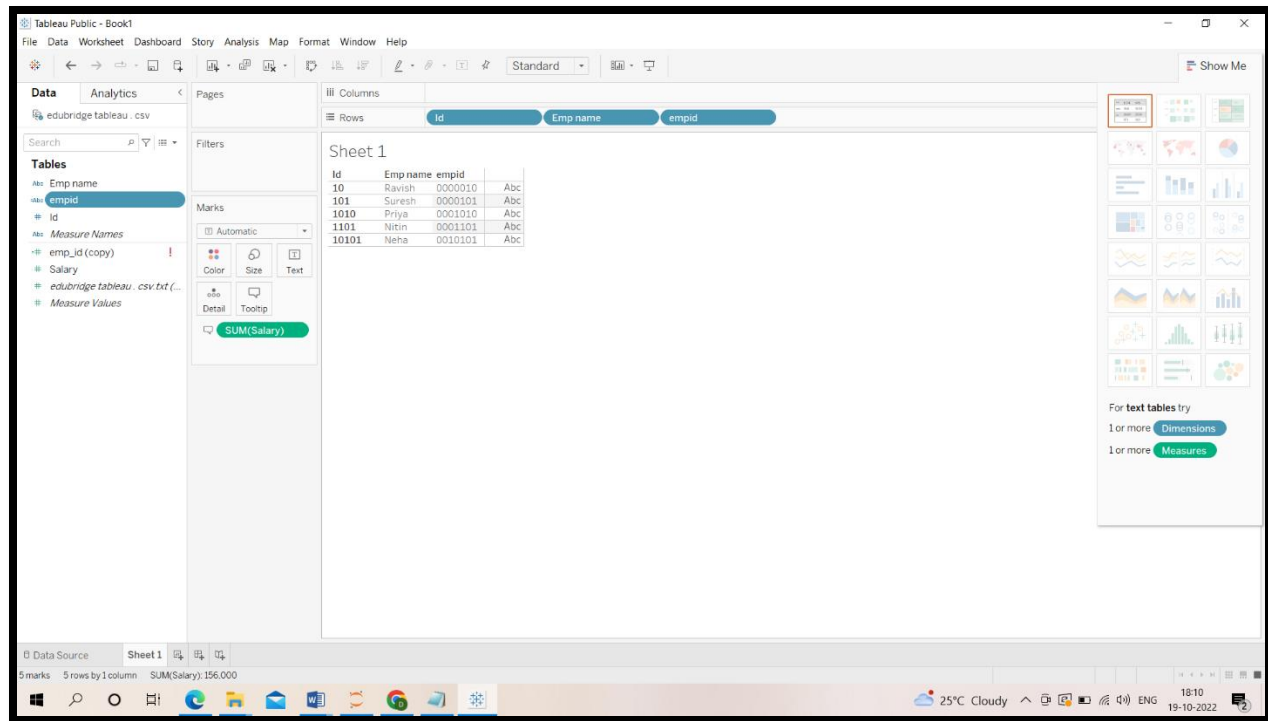 Tableau Public - Book1
File Data Worksheet Dashboard Story Analysis Map Format Window Help
Standard
Show Me
Data Analytics
Pages
Columns
edubridge tableau . csv
Rows Id Emp name empid
Search
Filters
Sheet 1
Tables
Id Emp name empid
Abc Emp name
10 Ravish 0000010 Abc
empid
101 Suresh 0000101 Abc
# Id
Marks
1010 Priya 0001010 Abc
Abc Measure Names
Automatic
1101 Nitin 0001101 Abc
10101 Neha 0010101 Abc
emp_id (copy) !
# Salary
Color Size Text
# edubridge tableau . csv.txt (...
# Measure Values
Detail Tooltip
SUM(Salary)
For text tables try
1 or more Dimensions
1 or more Measures
Data Source Sheet 1
5 marks 5 rows by 1 column SUM(Salary): 156,000
25°C Cloudy ENG 18:10
19-10-2022
2